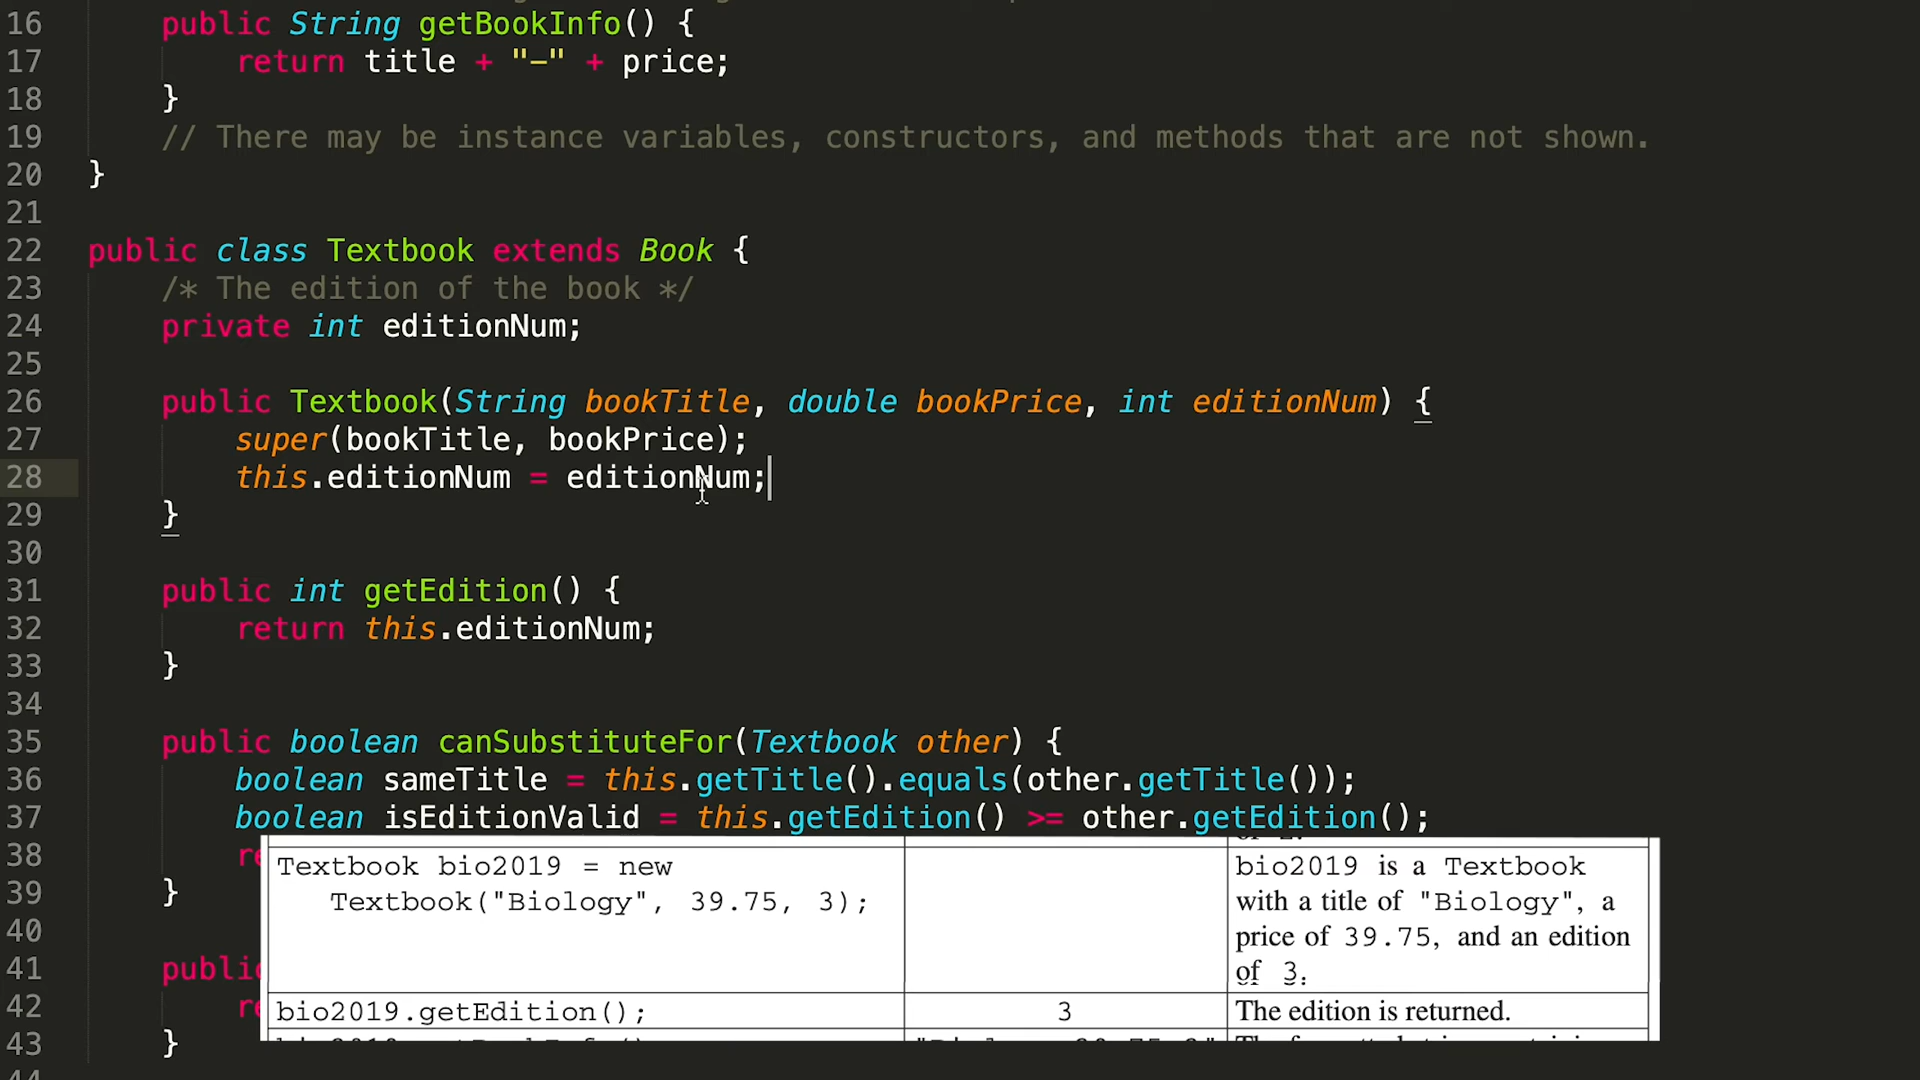 16 public String getBookInfo() {
17 return title + "-" + price;
18 }
19 // There may be instance variables, constructors, and methods that are not shown.
20 }
21
22 public class Textbook extends Book {
23 /* The edition of the book */
24 private int editionNum;
25
26 public Textbook(String bookTitle, double bookPrice, int editionNum) {
27 super(bookTitle, bookPrice);
28 this.editionNum = editionNum;
29 }
30
31 public int getEdition() {
32 return this.editionNum;
33 }
34
35 public boolean canSubstituteFor(Textbook other) {
36 boolean sameTitle = this.getTitle().equals(other.getTitle());
37 boolean isEditionValid = this.getEdition() >= other.getEdition();
38 re
39 }
40
41 public
42 re
43 }
44
Textbook bio2019 = new
Textbook("Biology", 39.75, 3);
bio2019 is a Textbook
with a title of "Biology", a
price of 39.75, and an edition
of 3.
bio2019.getEdition();
3
The edition is returned.